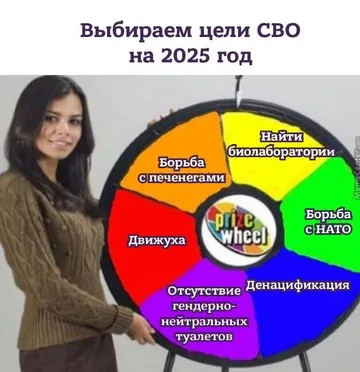 Выбираем цели СВО
на 2025 год
Найти
биолаборатории
Борьба
с печенегами
Борьба
с НАТО
Движуха
prize
wheel
Денацификация
Отсутствие
гендерно-
нейтральных
туалетов